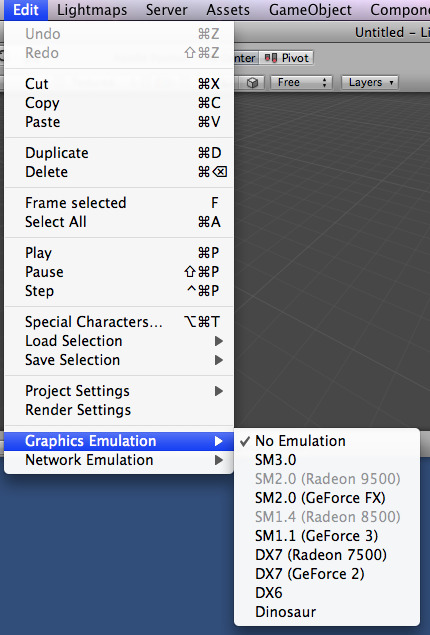 Edit Lightmaps Server Assets GameObject Compone
Untitled - Li
Undo ⌘Z
Redo ⇧⌘Z
enter Pivot
Cut ⌘X
Free Layers
Copy ⌘C
Paste ⌘V
Duplicate ⌘D
Delete ⌘⌫
Frame selected F
Select All ⌘A
Play ⌘P
Pause ⇧⌘P
Step ^⌘P
Special Characters... ⌥⌘T
Load Selection
Save Selection
Project Settings
Render Settings
Graphics Emulation
Network Emulation
✓ No Emulation
SM3.0
SM2.0 (Radeon 9500)
SM2.0 (GeForce FX)
SM1.4 (Radeon 8500)
SM1.1 (GeForce 3)
DX7 (Radeon 7500)
DX7 (GeForce 2)
DX6
Dinosaur